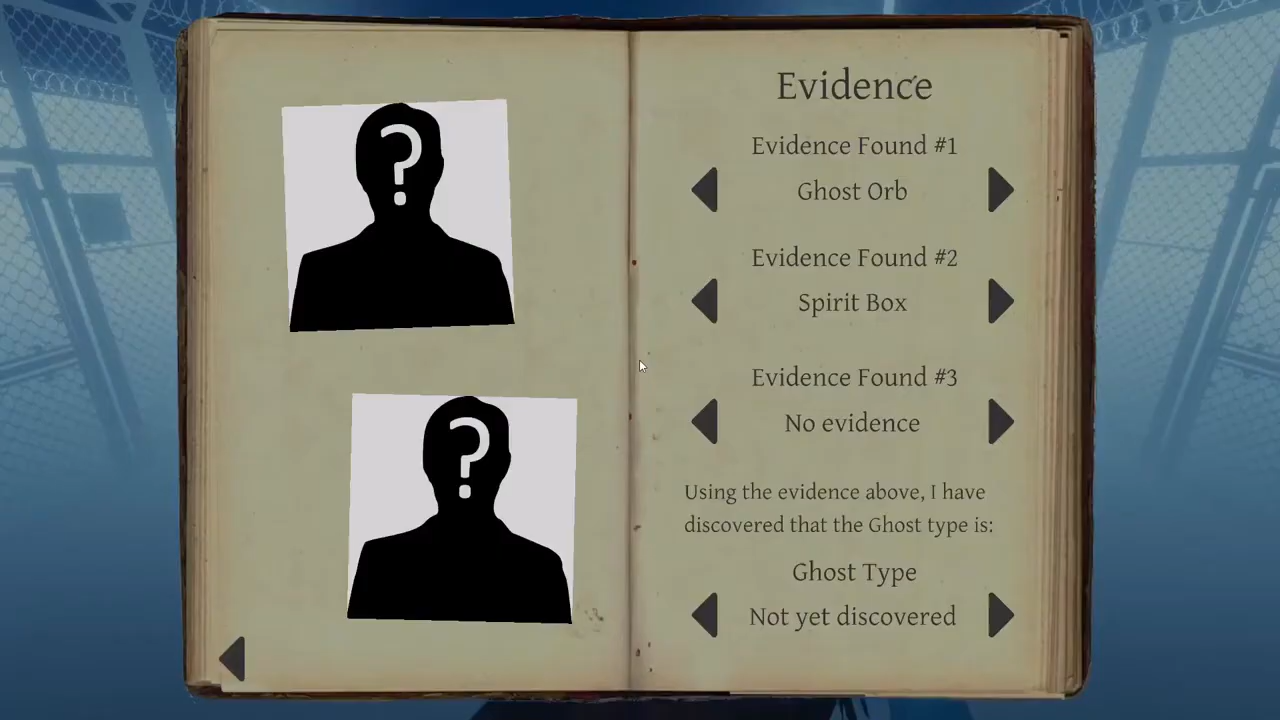 ?
?
Evidence
Evidence Found #1
Ghost Orb
Evidence Found #2
Spirit Box
Evidence Found #3
No evidence
Using the evidence above, I have
discovered that the Ghost type is:
Ghost Type
Not yet discovered